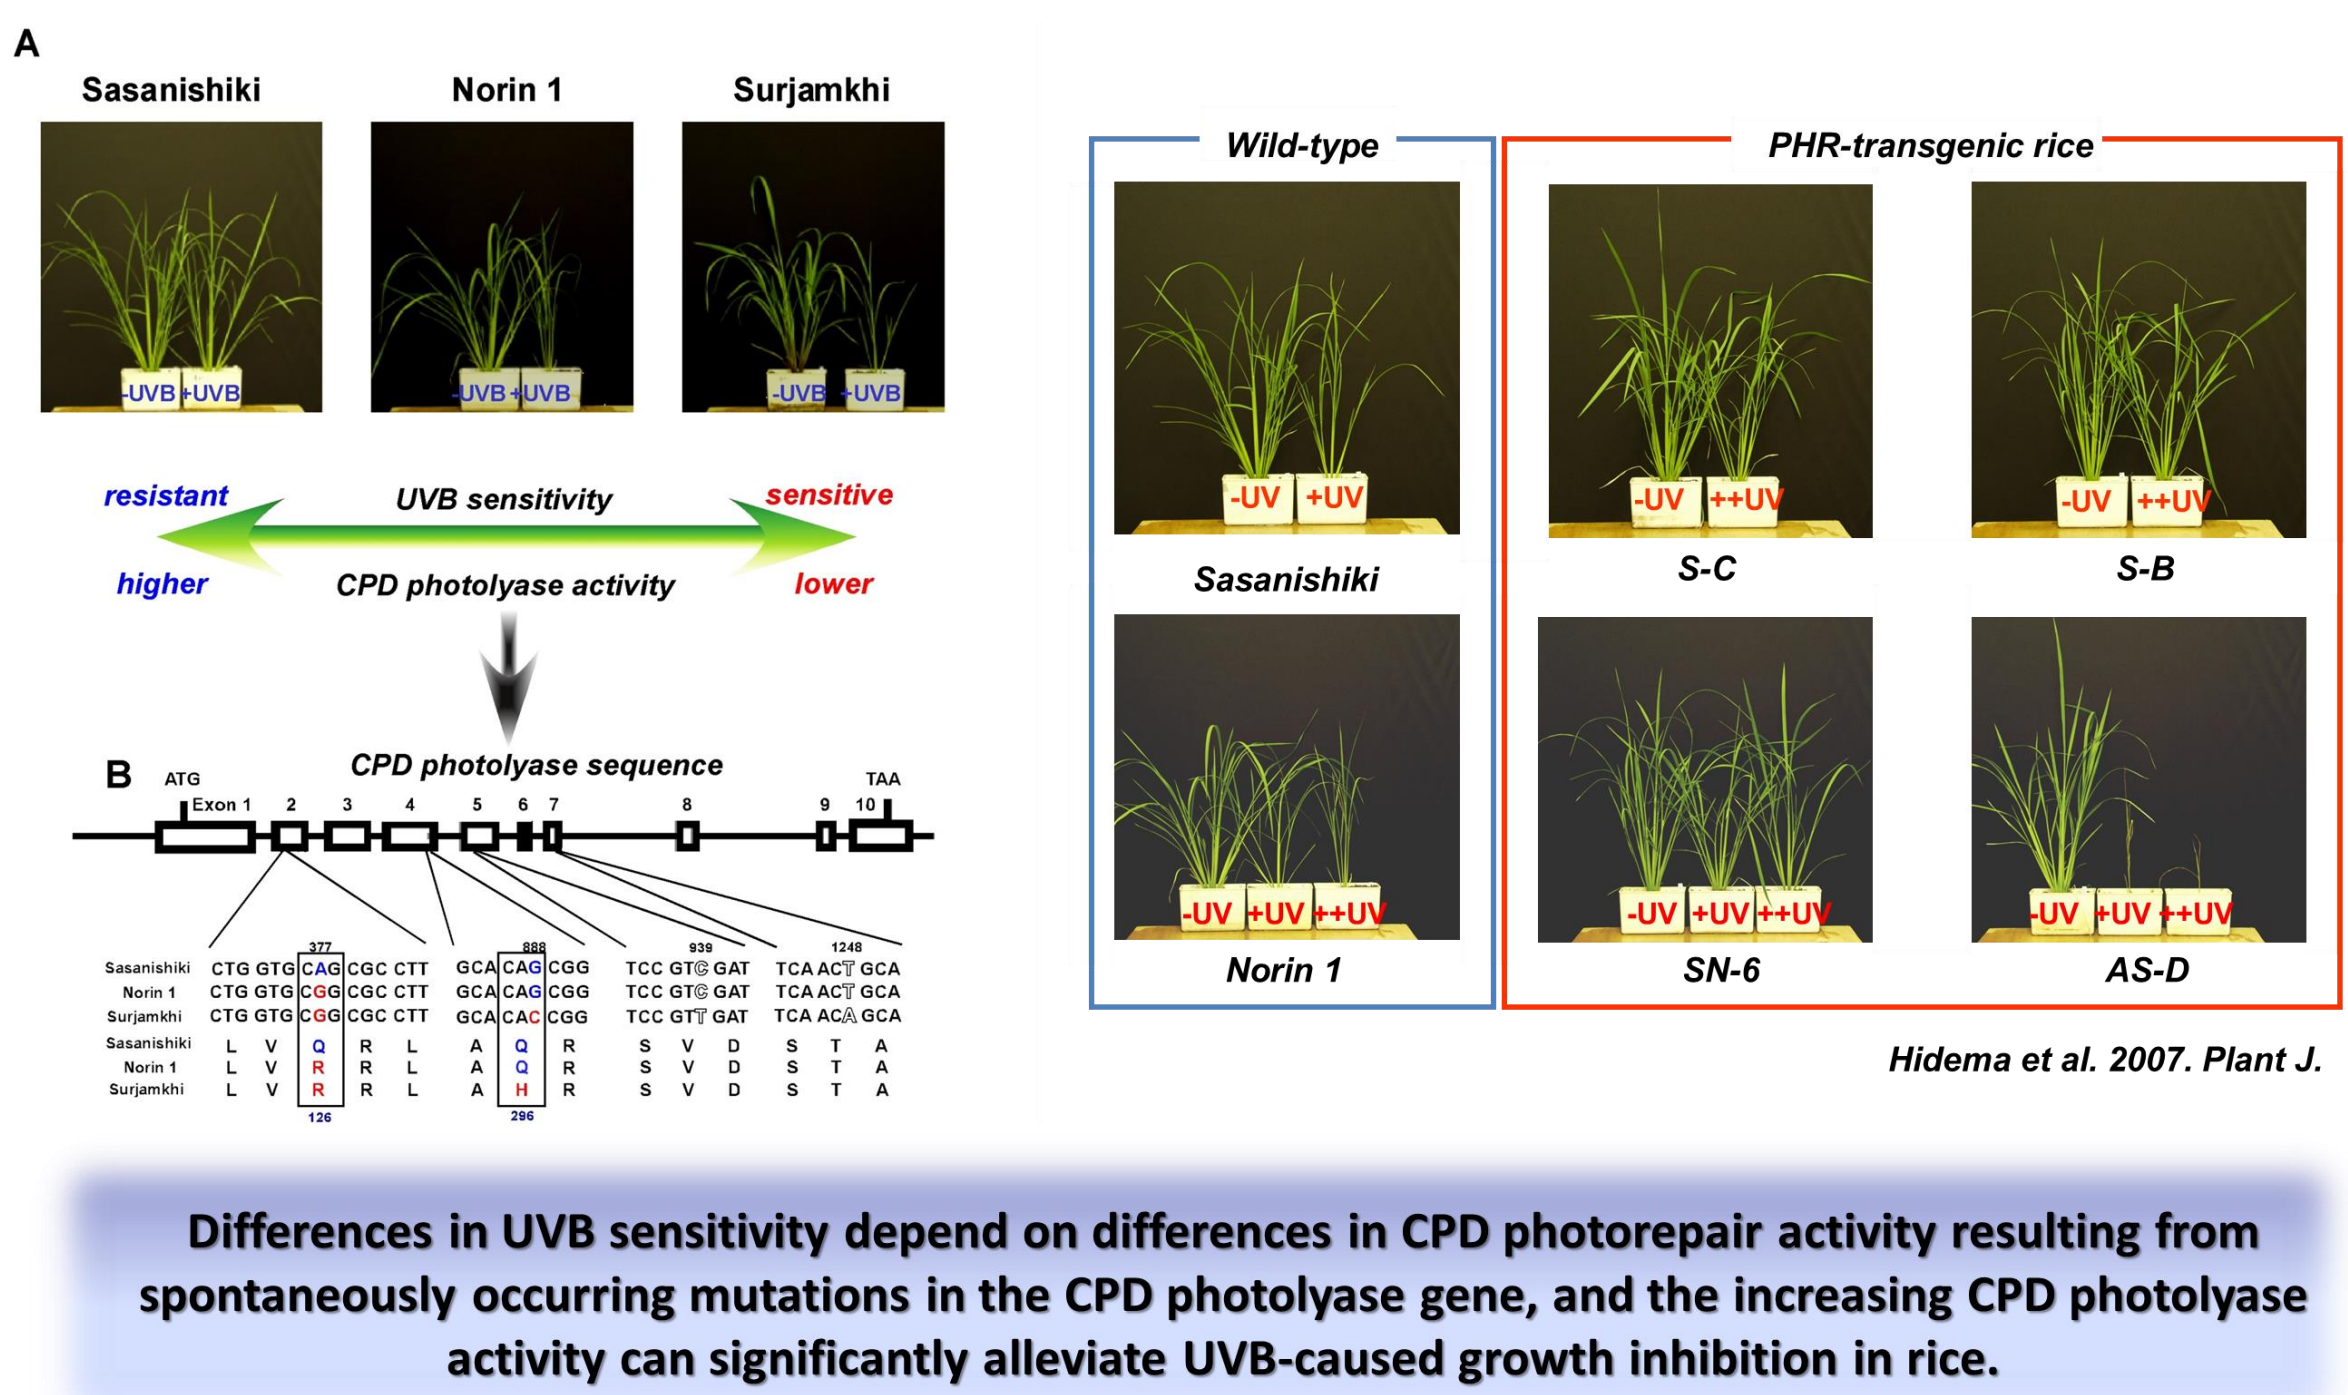 A
Sasanishiki Norin 1 Surjamkhi
-UVB +UVB -UVB +UVB -UVB +UVB
resistant UVB sensitivity sensitive
higher CPD photolyase activity lower
B CPD photolyase sequence
ATG TAA
Exon 1 2 3 4 5 6 7 8 9 10
377 888 939 1248
Sasanishiki CTG GTG CAG CGC CTT GCA CAG CGG TCC GTC GAT TCA ACT GCA
Norin 1 CTG GTG CGG CGC CTT GCA CAG CGG TCC GTC GAT TCA ACT GCA
Surjamkhi CTG GTG CGG CGC CTT GCA CAC CGG TCC GTT GAT TCA ACA GCA
Sasanishiki L V Q R L A Q R S V D S T A
Norin 1 L V R R L A Q R S V D S T A
Surjamkhi L V R R L A H R S V D S T A
126 296
Wild-type
-UV +UV
Sasanishiki
-UV +UV ++UV
Norin 1
PHR-transgenic rice
-UV ++UV -UV ++UV
S-C S-B
-UV +UV ++UV -UV +UV ++UV
SN-6 AS-D
Hidema et al. 2007. Plant J.
Differences in UVB sensitivity depend on differences in CPD photorepair activity resulting from
spontaneously occurring mutations in the CPD photolyase gene, and the increasing CPD photolyase
activity can significantly alleviate UVB-caused growth inhibition in rice.